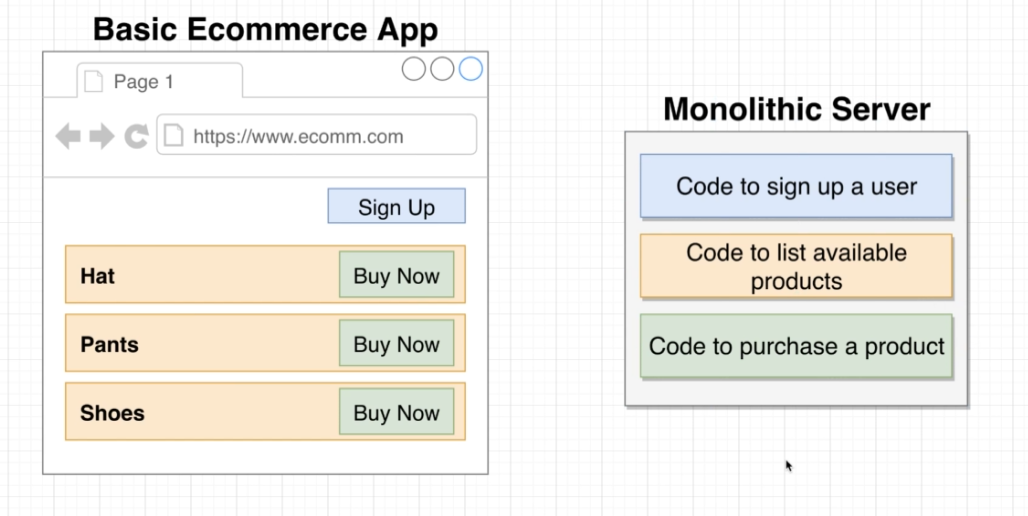 Basic Ecommerce App
Page 1
https://www.ecomm.com
Sign Up
Hat
Buy Now
Pants
Buy Now
Shoes
Buy Now
Monolithic Server
Code to sign up a user
Code to list available
products
Code to purchase a product